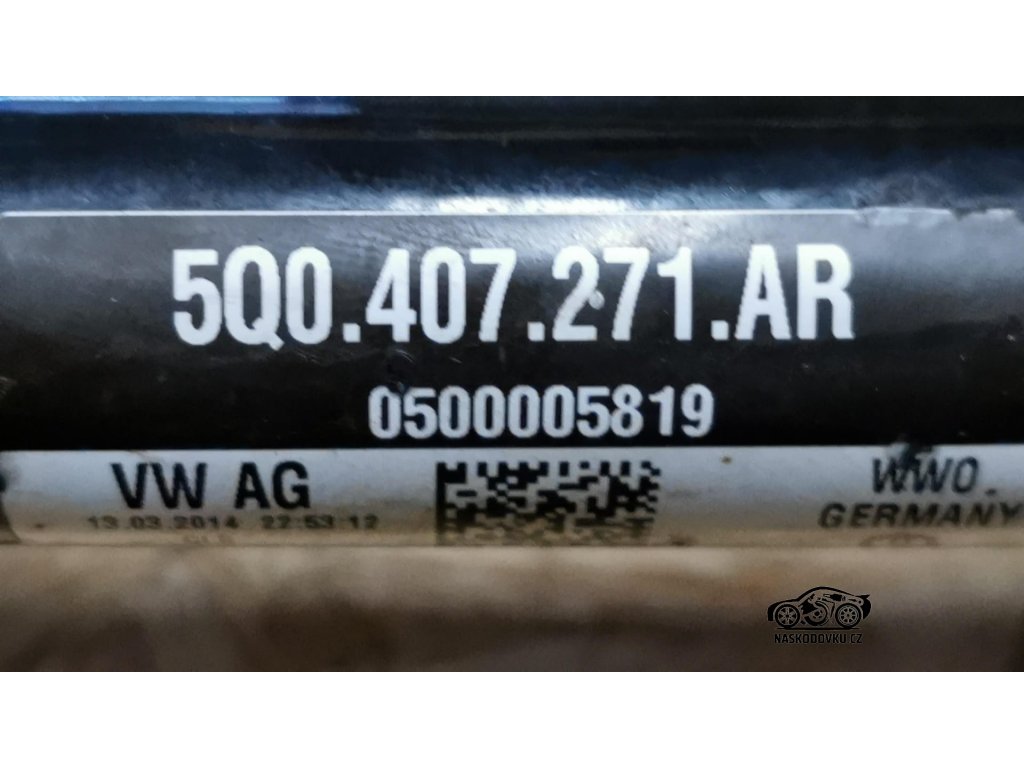 5Q0.407.271.AR
0500005819
VW AG
WWO.
13.03.2014 22:53:12
GERMANY
NASKODOVKU.CZ